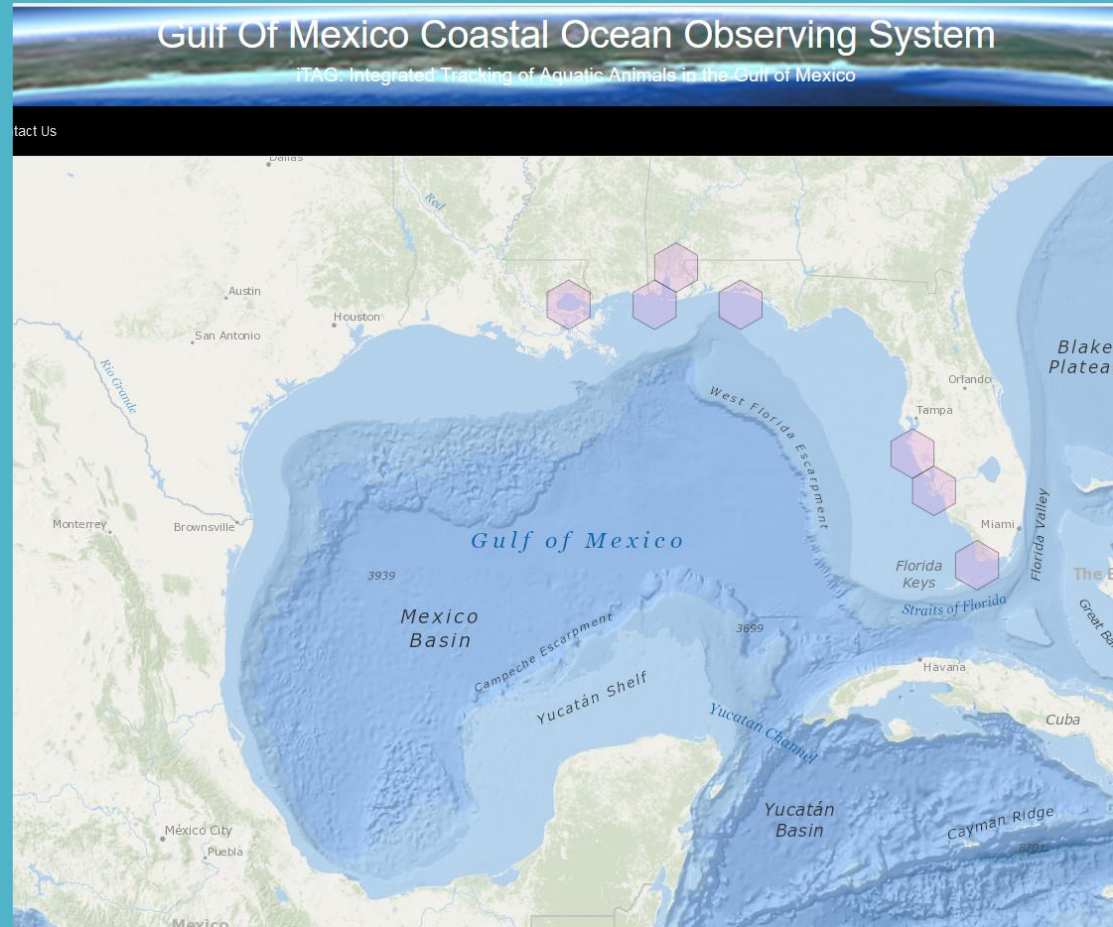 Gulf Of Mexico Coastal Ocean Observing System
iTAG: Integrated Tracking of Aquatic Animals in the Gulf of Mexico
tact Us
Dallas
Red
Austin
Houston
San Antonio
Rio Grande
Blake
Platea
Orlando
West Florida Escarpment
Tampa
Monterrey
Brownsville
Miami
Florida Valley
Gulf of Mexico
Florida
Keys
3939
The B
Straits of Florida
Mexico
Basin
Great Ba
3699
Campeche Escarpment
Havana
Yucatán Shelf
Yucatan Channel
Cuba
Yucatán
Basin
Cayman Ridge
México City
Puebla
Mexico